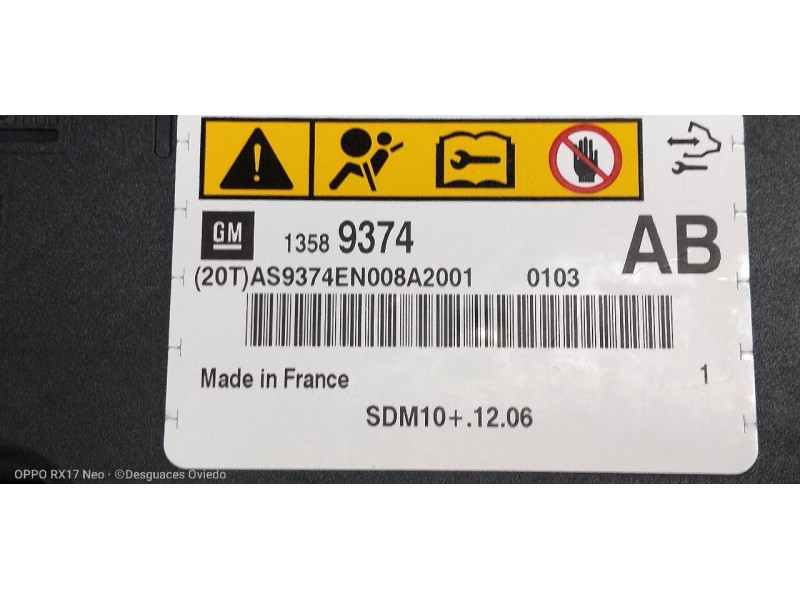 GM 1358 9374 AB
(20T)AS9374EN008A2001 0103
Made in France 1
SDM10+.12.06
OPPO RX17 Neo · ©Desguaces Oviedo